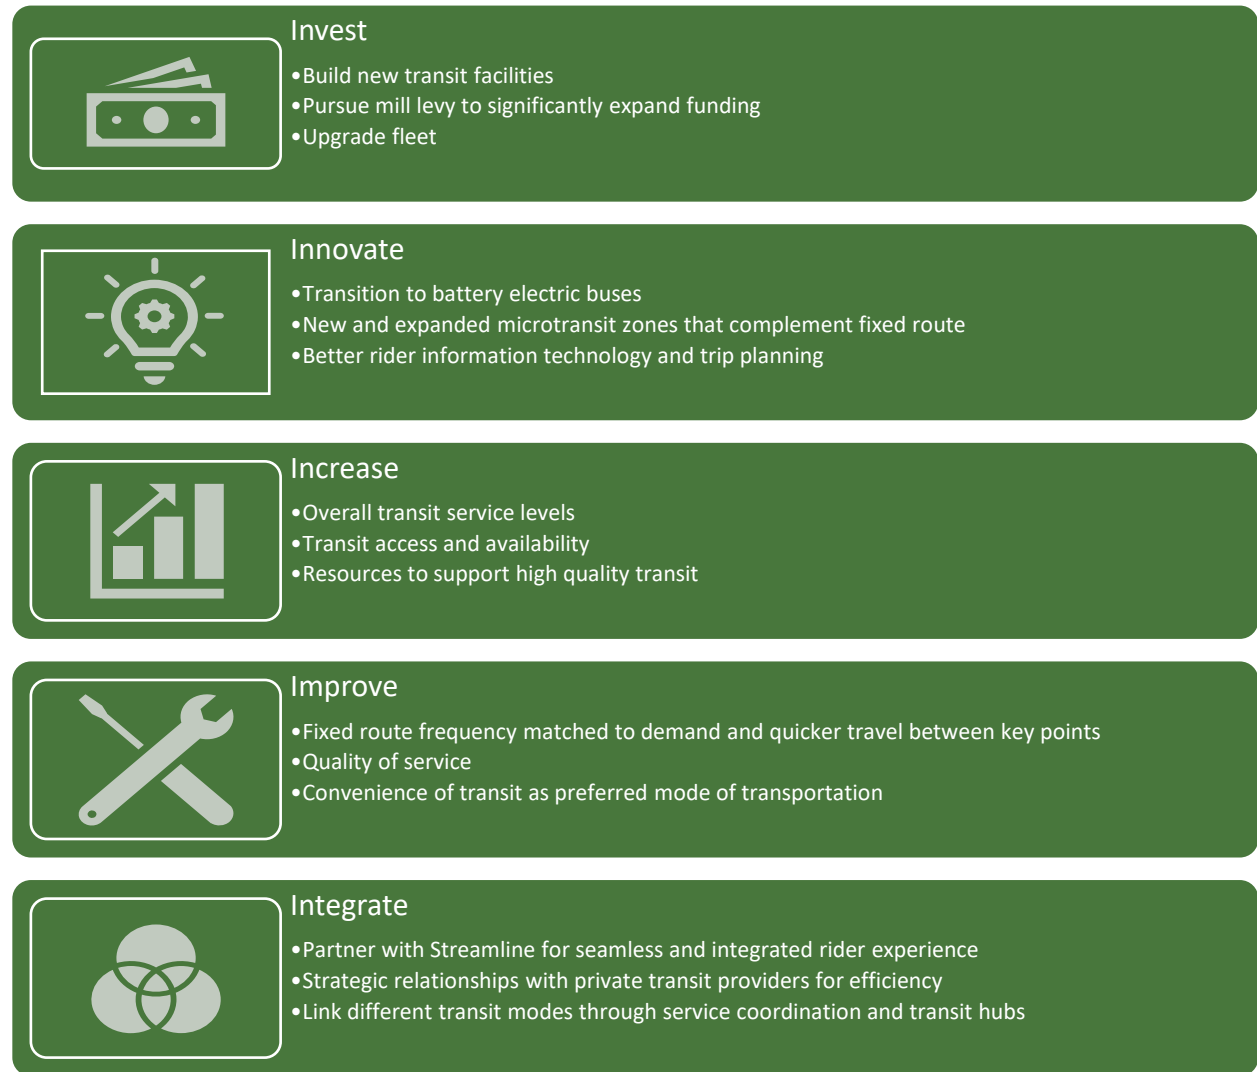 Invest
•Build new transit facilities
•Pursue mill levy to significantly expand funding
•Upgrade fleet
Innovate
•Transition to battery electric buses
•New and expanded microtransit zones that complement fixed route
•Better rider information technology and trip planning
Increase
•Overall transit service levels
•Transit access and availability
•Resources to support high quality transit
Improve
•Fixed route frequency matched to demand and quicker travel between key points
•Quality of service
•Convenience of transit as preferred mode of transportation
Integrate
•Partner with Streamline for seamless and integrated rider experience
•Strategic relationships with private transit providers for efficiency
•Link different transit modes through service coordination and transit hubs